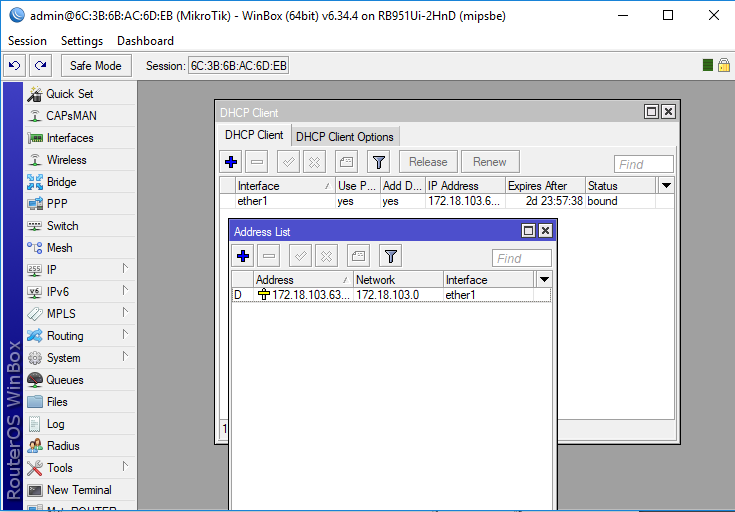 admin@6C:3B:6B:AC:6D:EB (MikroTik) - WinBox (64bit) v6.34.4 on RB951Ui-2HnD (mipsbe)
Session Settings Dashboard
Safe Mode Session: 6C:3B:6B:AC:6D:EB
RouterOS WinBox
Quick Set
CAPsMAN
Interfaces
Wireless
Bridge
PPP
Switch
Mesh
IP
IPv6
MPLS
Routing
System
Queues
Files
Log
Radius
Tools
New Terminal
DHCP Client
DHCP Client DHCP Client Options
Release Renew Find
Interface Use P... Add D... IP Address Expires After Status
ether1 yes yes 172.18.103.6... 2d 23:57:38 bound
Address List
Find
Address Network Interface
D 172.18.103.63... 172.18.103.0 ether1
1